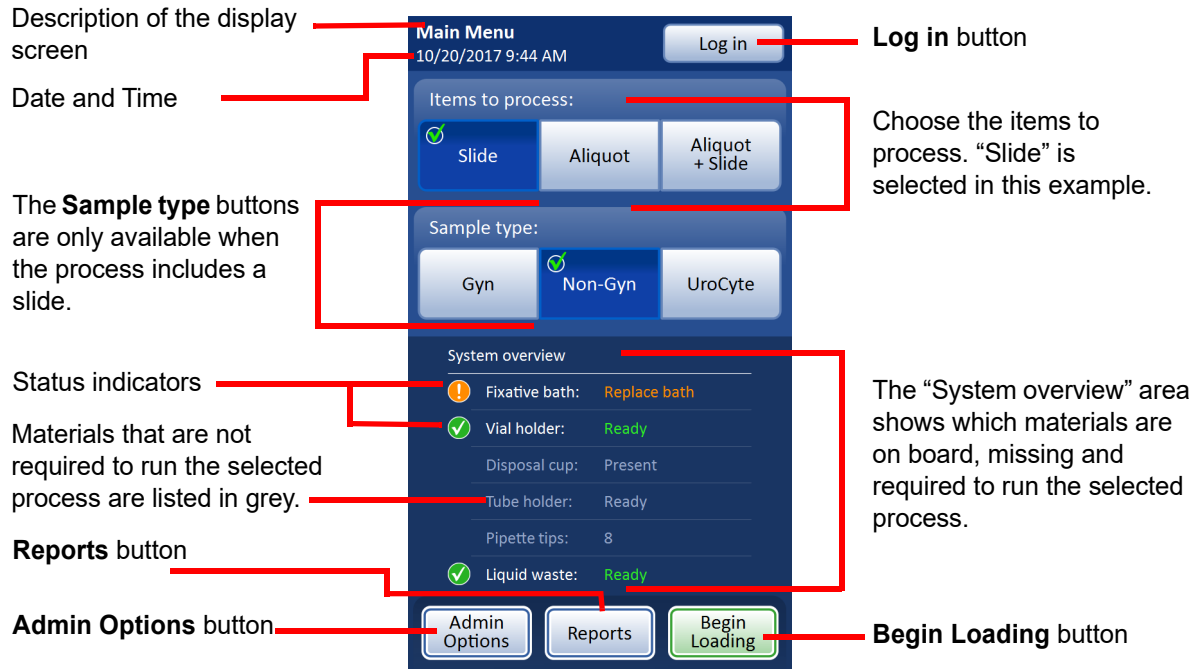 Description of the display
screen
Date and Time
The Sample type buttons
are only available when
the process includes a
slide.
Status indicators
Materials that are not
required to run the selected
process are listed in grey.
Reports button
Admin Options button
Main Menu
10/20/2017 9:44 AM
Log in
Items to process:
Slide
Aliquot
Aliquot
+ Slide
Sample type:
Gyn
Non-Gyn
UroCyte
System overview
Fixative bath: Replace bath
Vial holder: Ready
Disposal cup: Present
Tube holder: Ready
Pipette tips: 8
Liquid waste: Ready
Admin
Options
Reports
Begin
Loading
Log in button
Choose the items to
process. “Slide” is
selected in this example.
The “System overview” area
shows which materials are
on board, missing and
required to run the selected
process.
Begin Loading button